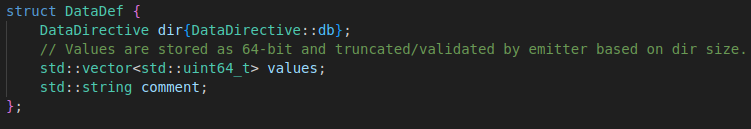 struct DataDef {
    DataDirective dir{DataDirective::db};
    // Values are stored as 64-bit and truncated/validated by emitter based on dir size.
    std::vector<std::uint64_t> values;
    std::string comment;
};